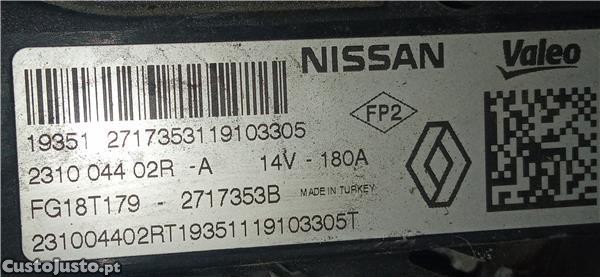 NISSAN Valeo
19351 2717353119103305
FP2
2310 044 02R -A 14V - 180A
FG18T179 - 2717353B MADE IN TURKEY
231004402RT19351119103305T
CustoJusto.pt